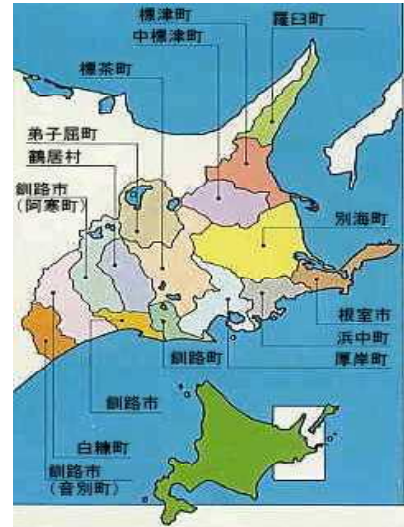 標津町
中標津町
羅臼町
標茶町
弟子屈町
鶴居村
釧路市
(阿寒町)
別海町
根室市
浜中町
釧路町
厚岸町
釧路市
白糠町
釧路市
(音別町)